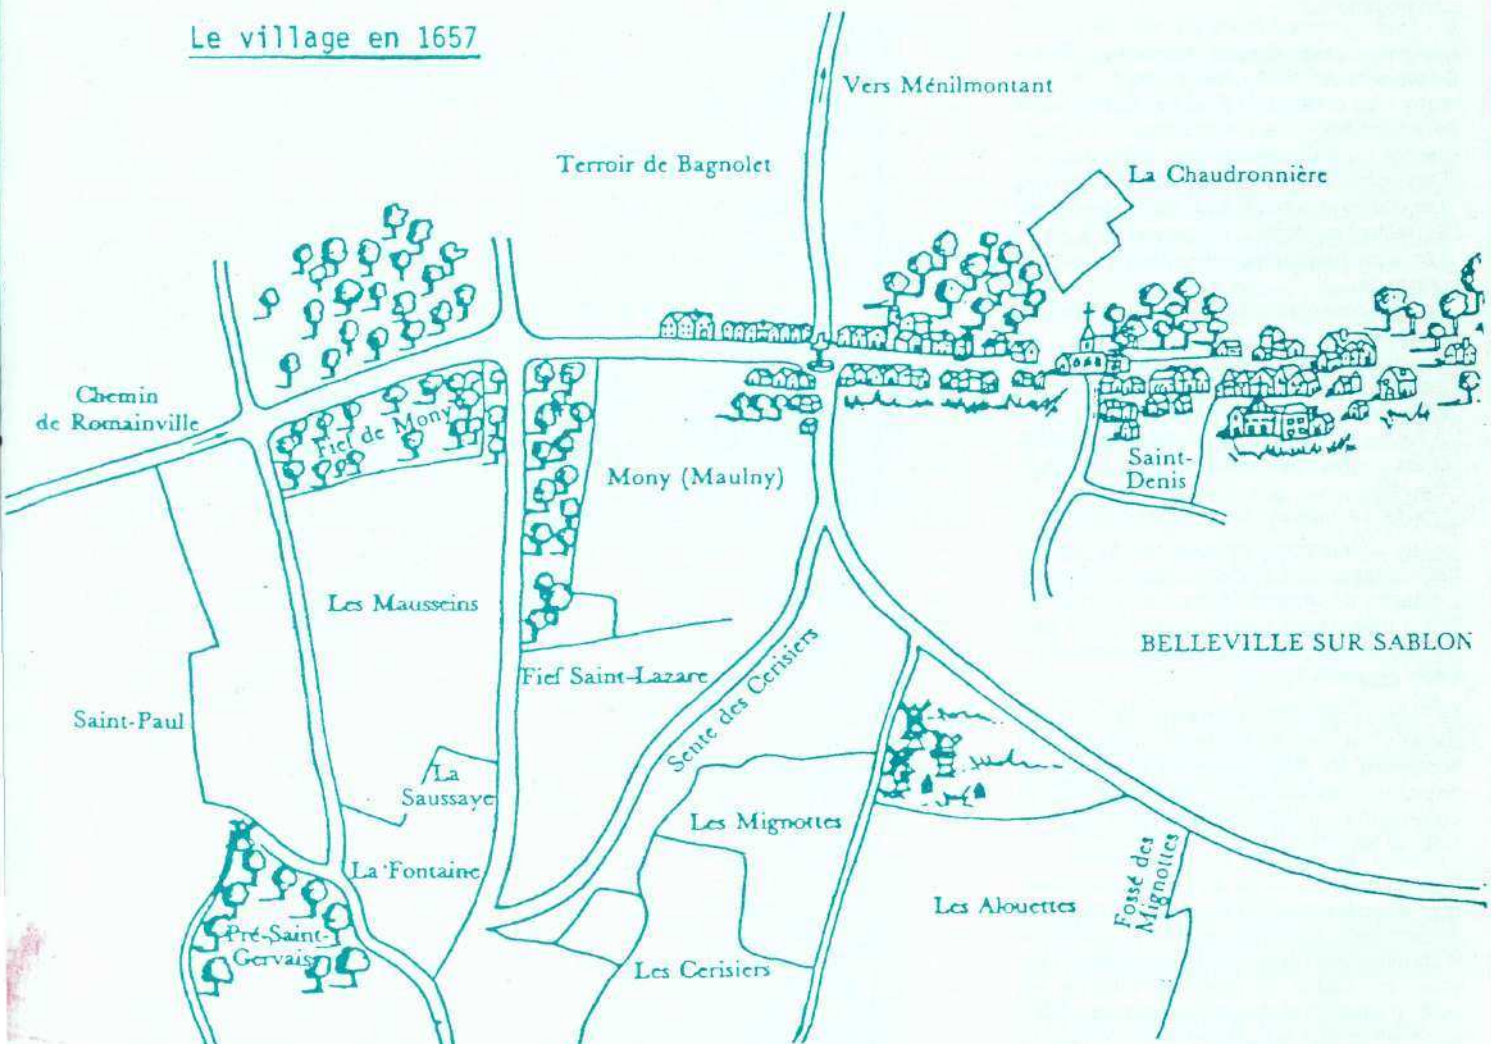 Le village en 1657
Vers Ménilmontant
Terroir de Bagnolet
La Chaudronnière
Chemin
de Romainville
Fief de Mony
Mony (Maulny)
Saint-
Denis
Les Mausseins
BELLEVILLE SUR SABLON
Fief Saint-Lazare
Sente des Cerisiers
Saint-Paul
La
Saussaye
Les Mignottes
La Fontaine
Les Alouettes
Fossé des
Mignottes
Pré-Saint-
Gervais
Les Cerisiers